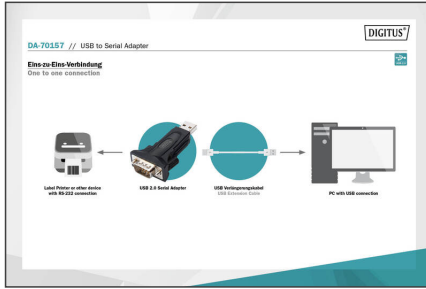 DIGITUS®
DA-70157 // USB to Serial Adapter
Eins-zu-Eins-Verbindung
One to one connection
Label Printer or other device
with RS-232 connection
USB 2.0 Serial Adapter
USB Verlängerungskabel
USB Extension Cable
PC with USB connection